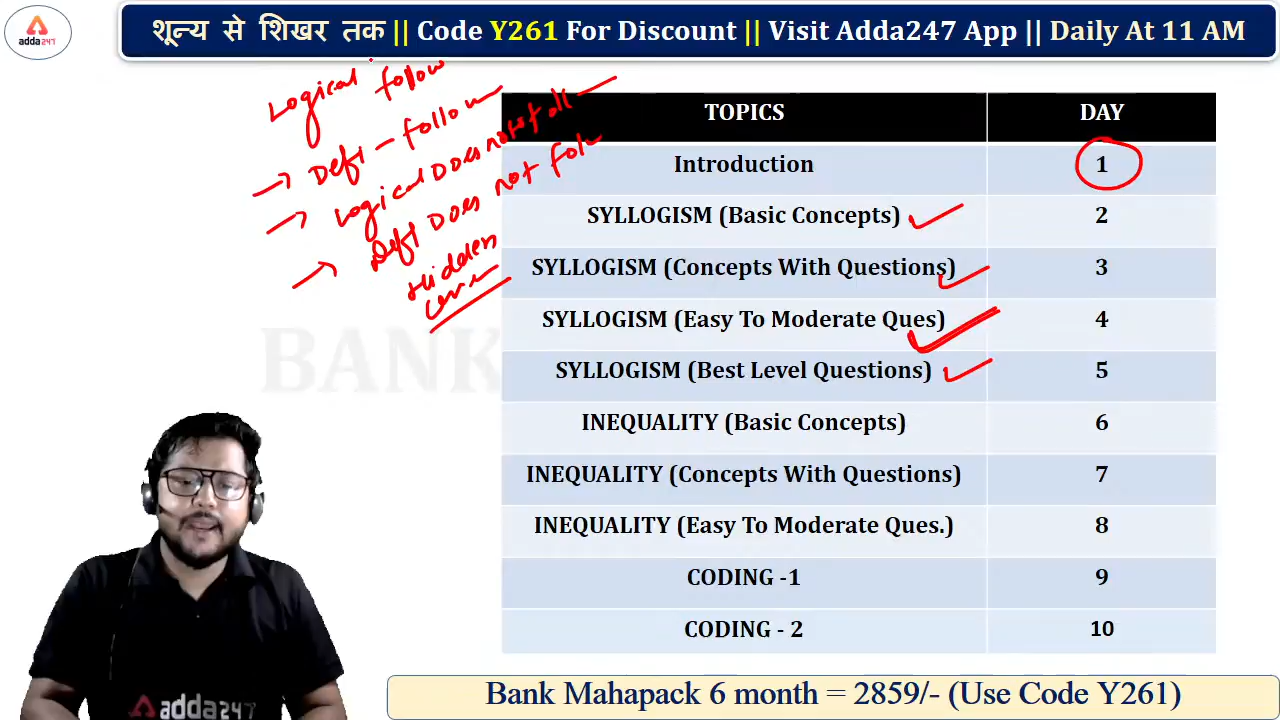 adda247
शून्य से शिखर तक || Code Y261 For Discount || Visit Adda247 App || Daily At 11 AM
Logical follow
→ Defi - follow
→ Logical Does not foll
→ Defi Does not foll
Hidden
TOPICS DAY
Introduction 1
SYLLOGISM (Basic Concepts) 2
SYLLOGISM (Concepts With Questions) 3
SYLLOGISM (Easy To Moderate Ques) 4
SYLLOGISM (Best Level Questions) 5
INEQUALITY (Basic Concepts) 6
INEQUALITY (Concepts With Questions) 7
INEQUALITY (Easy To Moderate Ques.) 8
CODING -1 9
CODING - 2 10
BANK
adda247
Bank Mahapack 6 month = 2859/- (Use Code Y261)